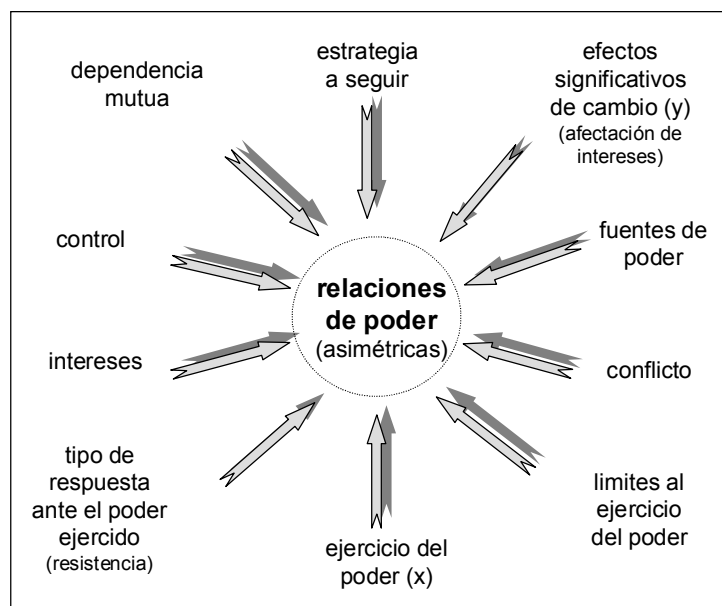 dependencia
mutua
estrategia
a seguir
efectos
significativos
de cambio (y)
(afectación de
intereses)
control
fuentes de
poder
relaciones
de poder
(asimétricas)
intereses
conflicto
tipo de
respuesta
ante el poder
ejercido
(resistencia)
ejercicio del
poder (x)
limites al
ejercicio
del poder